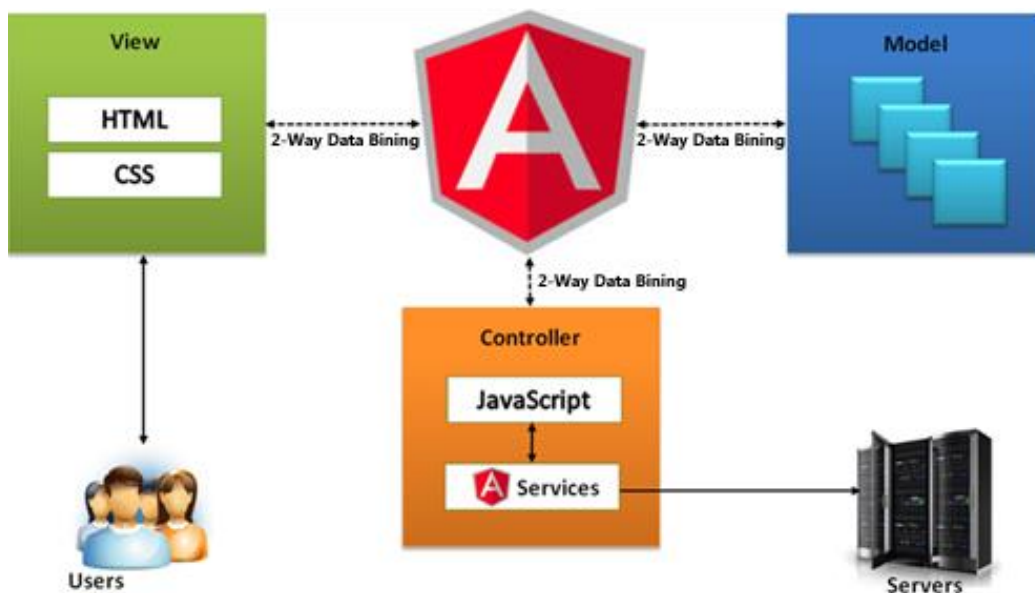 View
HTML
CSS
2-Way Data Bining
A
2-Way Data Bining
Model
2-Way Data Bining
Controller
JavaScript
A Services
Users
Servers